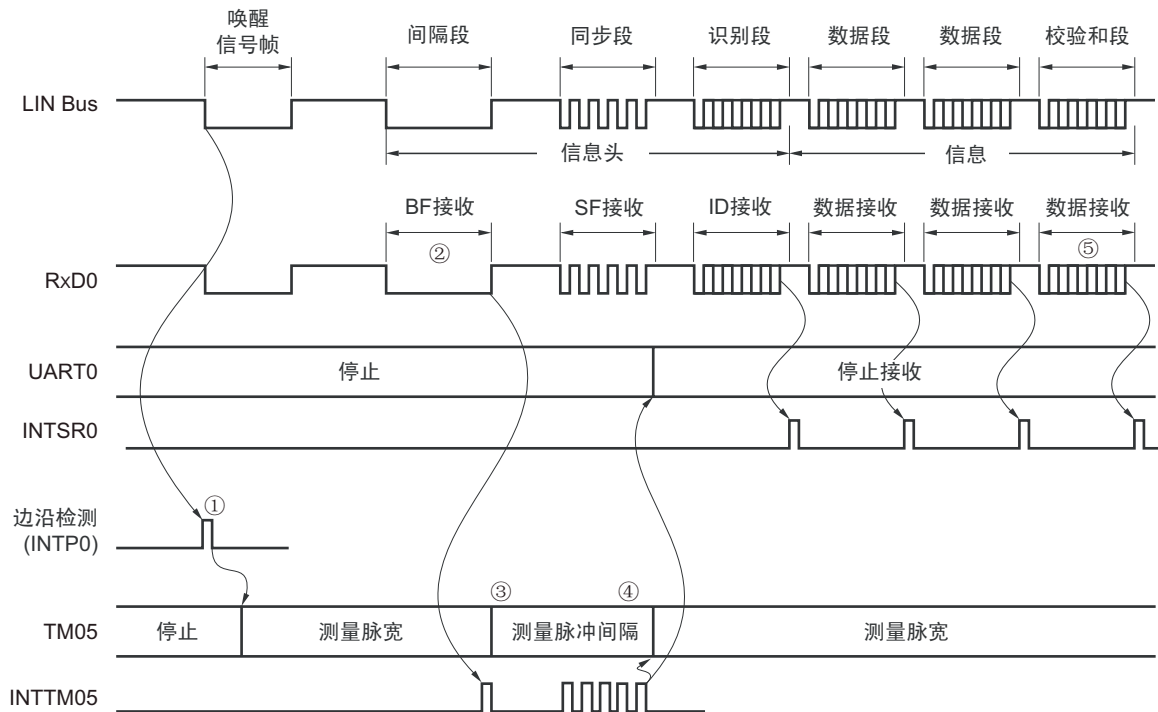 唤醒
信号帧
间隔段
同步段
识别段
数据段
数据段
校验和段
LIN Bus
信息头
信息
BF接收
SF接收
ID接收
数据接收
数据接收
数据接收
②
⑤
RxD0
UART0
停止
停止接收
INTSR0
①
边沿检测
(INTP0)
③
④
TM05
停止
测量脉宽
测量脉冲间隔
测量脉宽
INTTM05